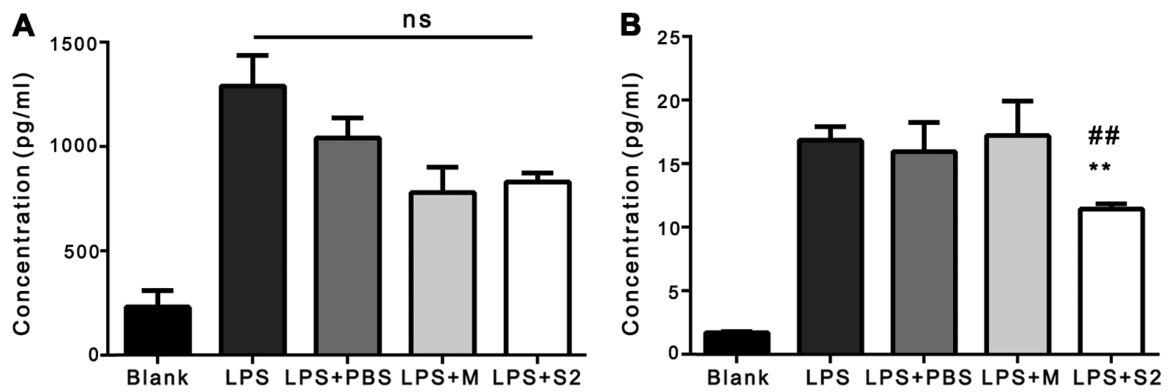 A
ns
Concentration (pg/ml)
1500
1000
500
0
Blank LPS LPS+PBS LPS+M LPS+S2
B
Concentration (pg/ml)
25
20
15
10
5
0
##
**
Blank LPS LPS+PBS LPS+M LPS+S2